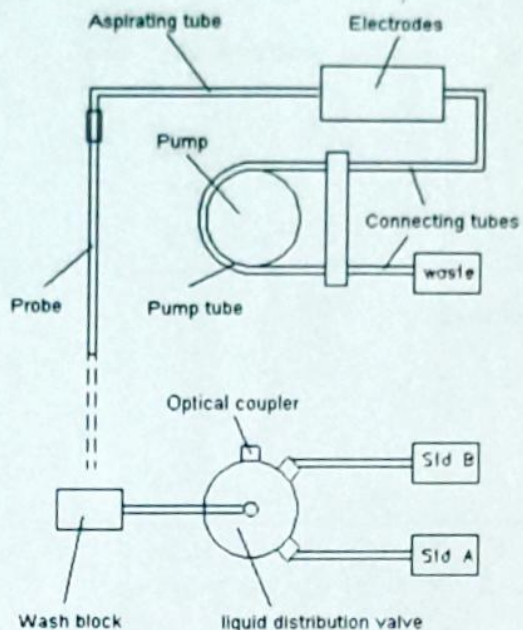 Aspirating tube
Electrodes
Pump
Connecting tubes
waste
Probe
Pump tube
Optical coupler
Std B
Std A
Wash block
liquid distribution valve